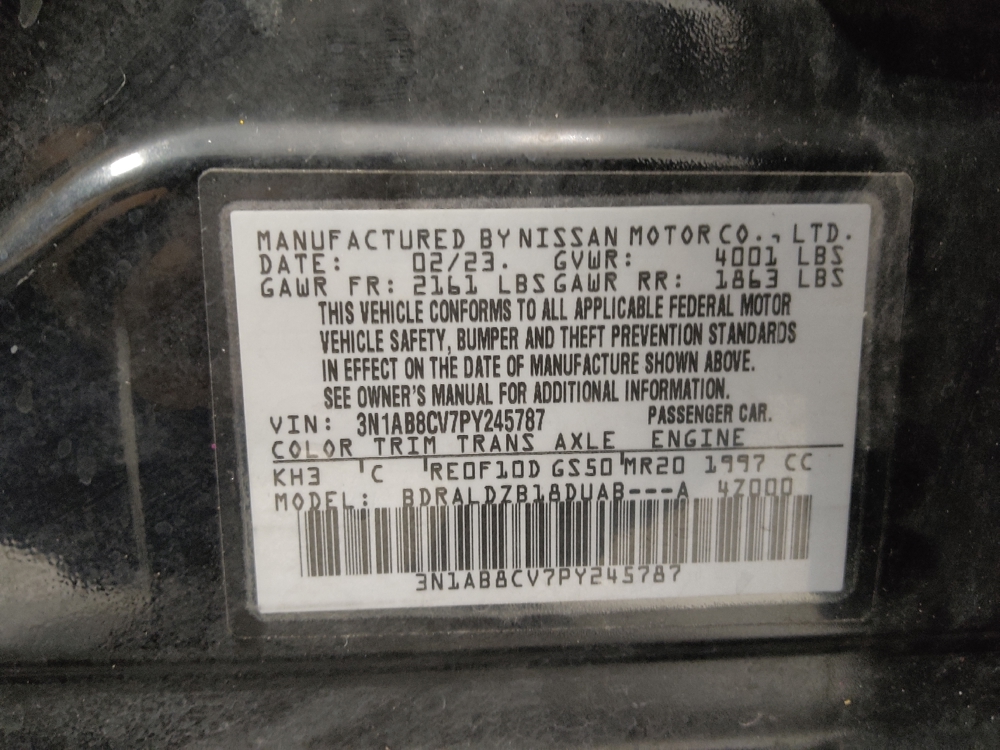 MANUFACTURED BY NISSAN MOTOR CO., LTD.
DATE: 02/23. GVWR: 4001 LBS
GAWR FR: 2161 LBS GAWR RR: 1863 LBS
THIS VEHICLE CONFORMS TO ALL APPLICABLE FEDERAL MOTOR
VEHICLE SAFETY, BUMPER AND THEFT PREVENTION STANDARDS
IN EFFECT ON THE DATE OF MANUFACTURE SHOWN ABOVE.
SEE OWNER'S MANUAL FOR ADDITIONAL INFORMATION.
VIN: 3N1AB8CV7PY245787 PASSENGER CAR.
COLOR TRIM TRANS AXLE ENGINE
KH3 C RE0F10D GS50 MR20 1997 CC
MODEL: BDRALDZB18DUAB---A 4Z000
3N1AB8CV7PY245787